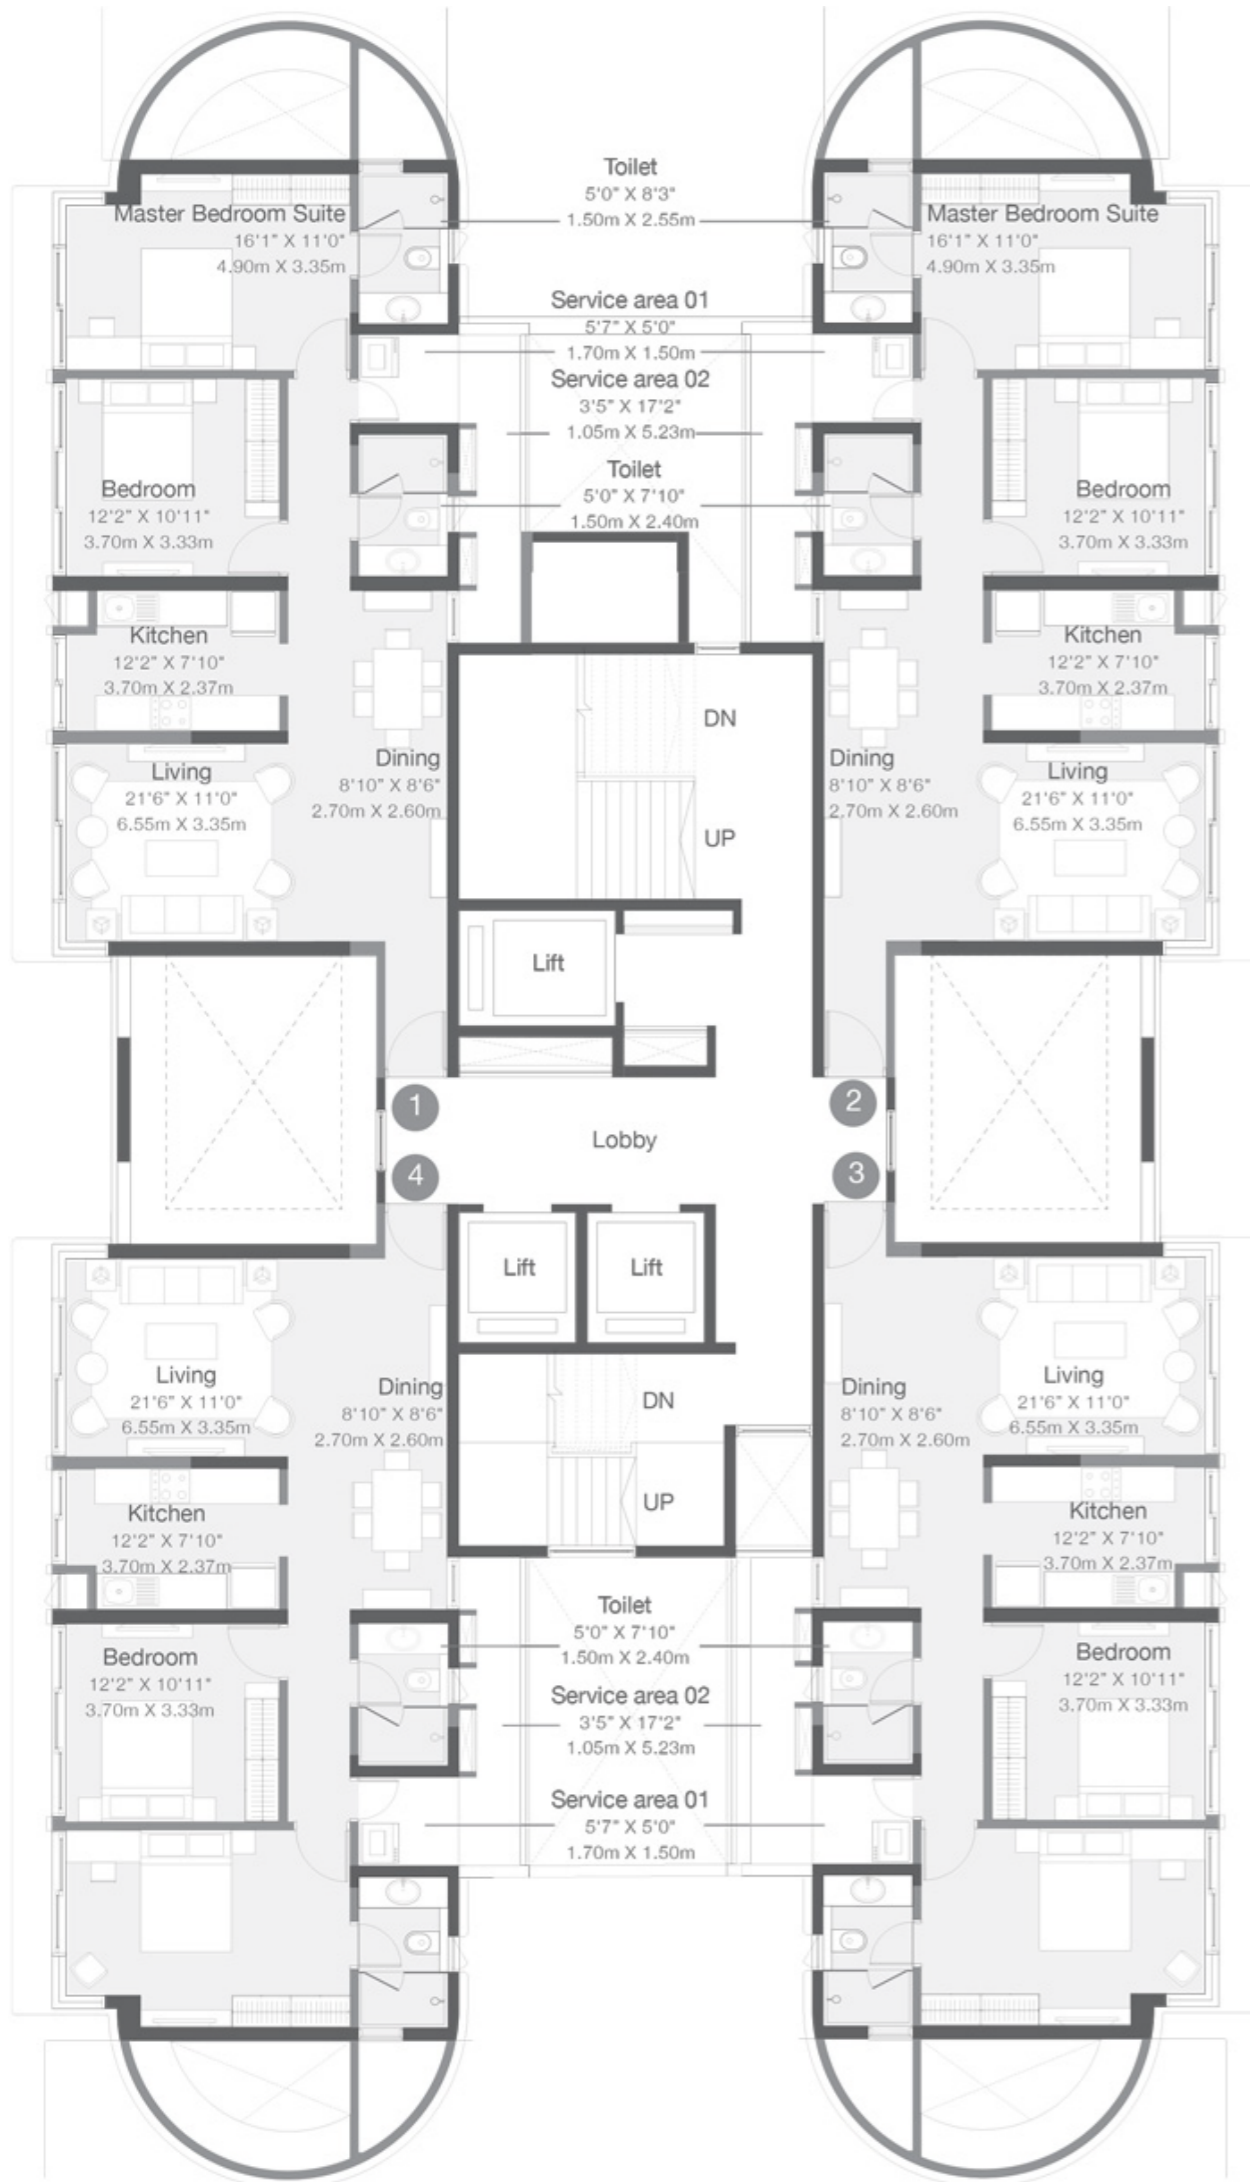 Toilet
5'0" X 8'3"
1.50m X 2.55m
Master Bedroom Suite
16'1" X 11'0"
4.90m X 3.35m
Master Bedroom Suite
16'1" X 11'0"
4.90m X 3.35m
Service area 01
5'7" X 5'0"
1.70m X 1.50m
Service area 02
3'5" X 17'2"
1.05m X 5.23m
Toilet
5'0" X 7'10"
1.50m X 2.40m
Bedroom
12'2" X 10'11"
3.70m X 3.33m
Bedroom
12'2" X 10'11"
3.70m X 3.33m
Kitchen
12'2" X 7'10"
3.70m X 2.37m
Kitchen
12'2" X 7'10"
3.70m X 2.37m
DN
UP
Dining
8'10" X 8'6"
2.70m X 2.60m
Dining
8'10" X 8'6"
2.70m X 2.60m
Living
21'6" X 11'0"
6.55m X 3.35m
Living
21'6" X 11'0"
6.55m X 3.35m
Lift
1
2
Lobby
4
3
Lift
Lift
Living
21'6" X 11'0"
6.55m X 3.35m
Dining
8'10" X 8'6"
2.70m X 2.60m
DN
UP
Dining
8'10" X 8'6"
2.70m X 2.60m
Living
21'6" X 11'0"
6.55m X 3.35m
Kitchen
12'2" X 7'10"
3.70m X 2.37m
Kitchen
12'2" X 7'10"
3.70m X 2.37m
Toilet
5'0" X 7'10"
1.50m X 2.40m
Bedroom
12'2" X 10'11"
3.70m X 3.33m
Bedroom
12'2" X 10'11"
3.70m X 3.33m
Service area 02
3'5" X 17'2"
1.05m X 5.23m
Service area 01
5'7" X 5'0"
1.70m X 1.50m